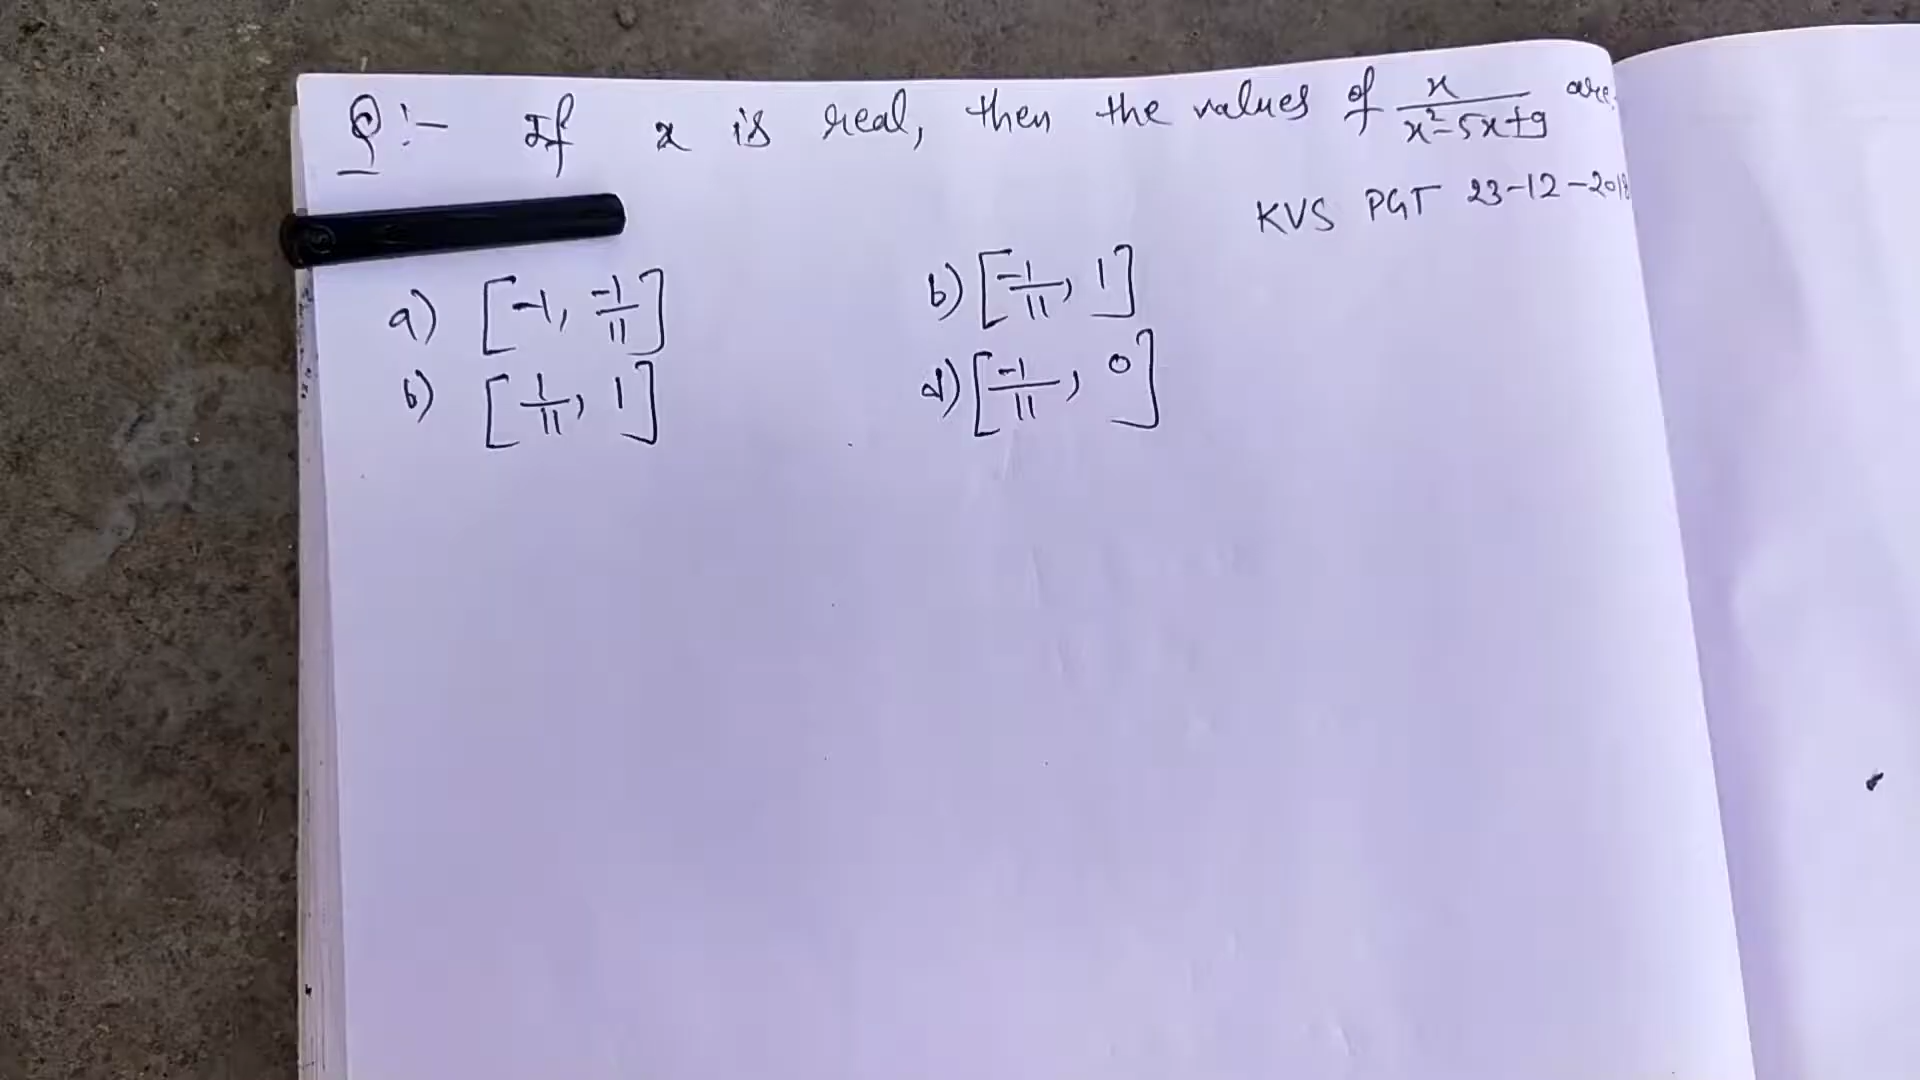 Q:- If x is real, then the values of x/(x²-5x+9) are.
KVS PGT 23-12-2018
a) [-1, -1/11] b) [-1/11, 1]
b) [1/11, 1] d) [-1/11, 0]